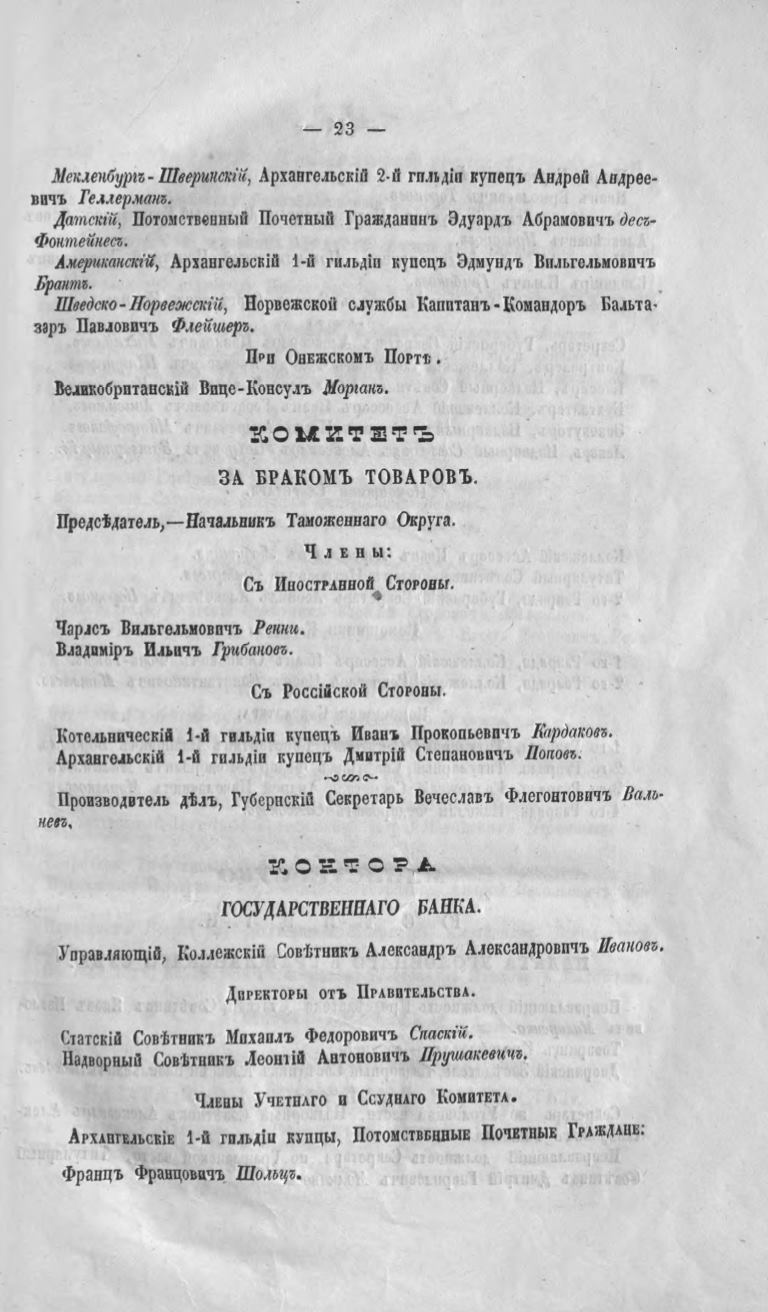 — 23 —
Мекленбургъ-Шверинскій, Архангельскій 2-й гильдіи купецъ Андрей Андрее-
вичъ Геллерманъ.
Датскій, Потомственный Почетный Гражданинъ Эдуардъ Абрамовичъ десъ-
Фонтейнесъ.
Американскій, Архангельскій 1-й гильдіи купецъ Эдмундъ Вильгельмовичъ
Брантъ.
Шведско-Норвежскій, Норвежской службы Капитанъ-Командоръ Бальта-
заръ Павловичъ Флейшеръ.
При Онежскомъ Портѣ.
Великобританскій Вице-Консулъ Морганъ.
КОМИТЕТЪ
ЗА БРАКОМЪ ТОВАРОВЪ.
Предсѣдатель,—Начальникъ Таможеннаго Округа.
Члены:
Съ Иностранной Стороны.
Чарлсъ Вильгельмовичъ Ренни.
Владиміръ Ильичъ Грибановъ.
Съ Россійской Стороны.
Котельническій 1-й гильдіи купецъ Иванъ Прокопьевичъ Кардаковъ.
Архангельскій 1-й гильдіи купецъ Дмитрій Степановичъ Поповъ.
Производитель дѣлъ, Губернскій Секретарь Вечеславъ Флегонтовичъ Валь-
невъ.
КОНТОРА
ГОСУДАРСТВЕННАГО БАНКА.
Управляющій, Коллежскій Совѣтникъ Александръ Александровичъ Ивановъ.
Директоры отъ Правительства.
Статскій Совѣтникъ Михаилъ Федоровичъ Спаскій.
Надворный Совѣтникъ Леонтій Антоновичъ Прушакевичъ.
Члены Учетнаго и Ссуднаго Комитета.
Архангельскіе 1-й гильдіи купцы, Потомственные Почетные Граждане:
Францъ Францовичъ Шольцъ.